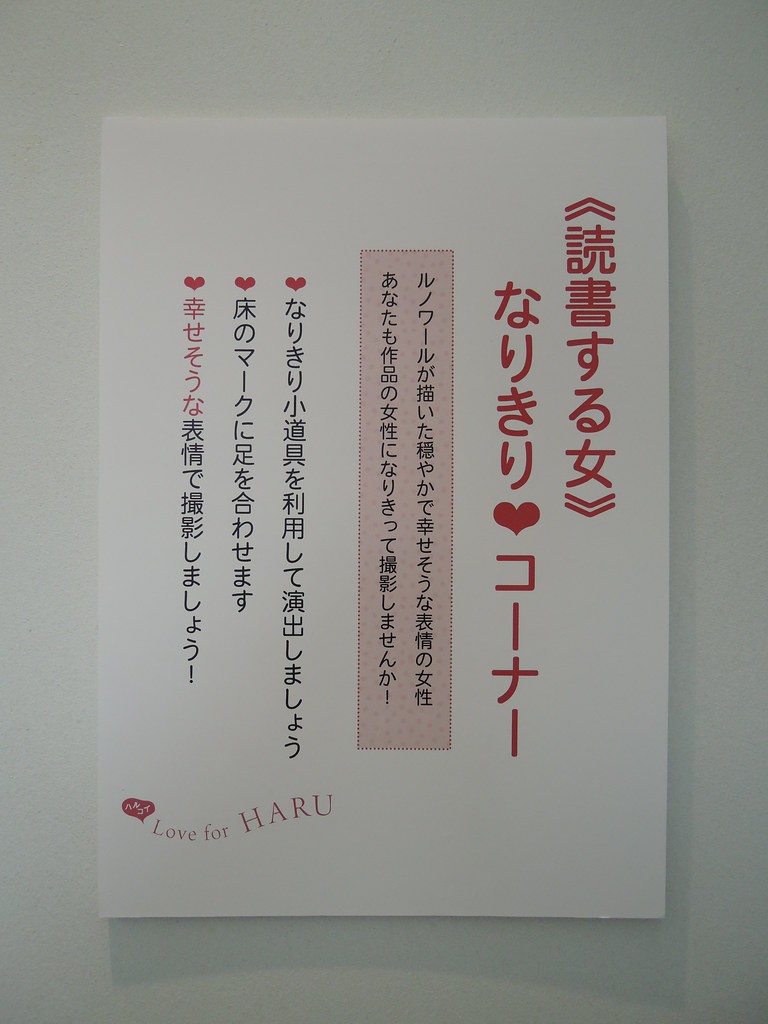 《読書する女》
なりきり❤コーナー
ルノワールが描いた穏やかで幸せそうな表情の女性
あなたも作品の女性になりきって撮影しませんか！
❤なりきり小道具を利用して演出しましょう
❤床のマークに足を合わせます
❤幸せそうな表情で撮影しましょう！
ハル
コイ
Love for HARU